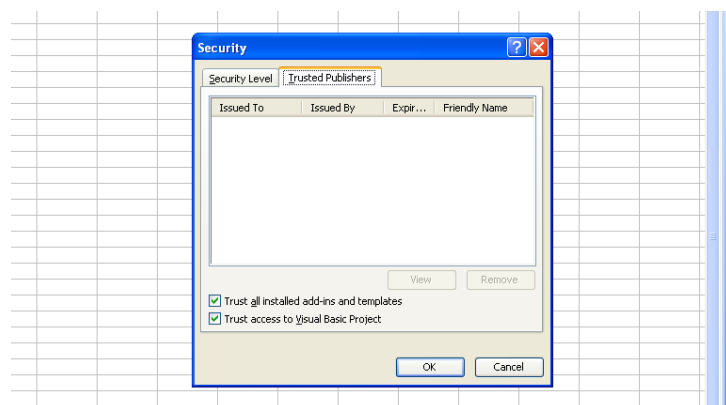 Security
Security Level Trusted Publishers
Issued To Issued By Expir... Friendly Name
View Remove
Trust all installed add-ins and templates
Trust access to Visual Basic Project
OK Cancel